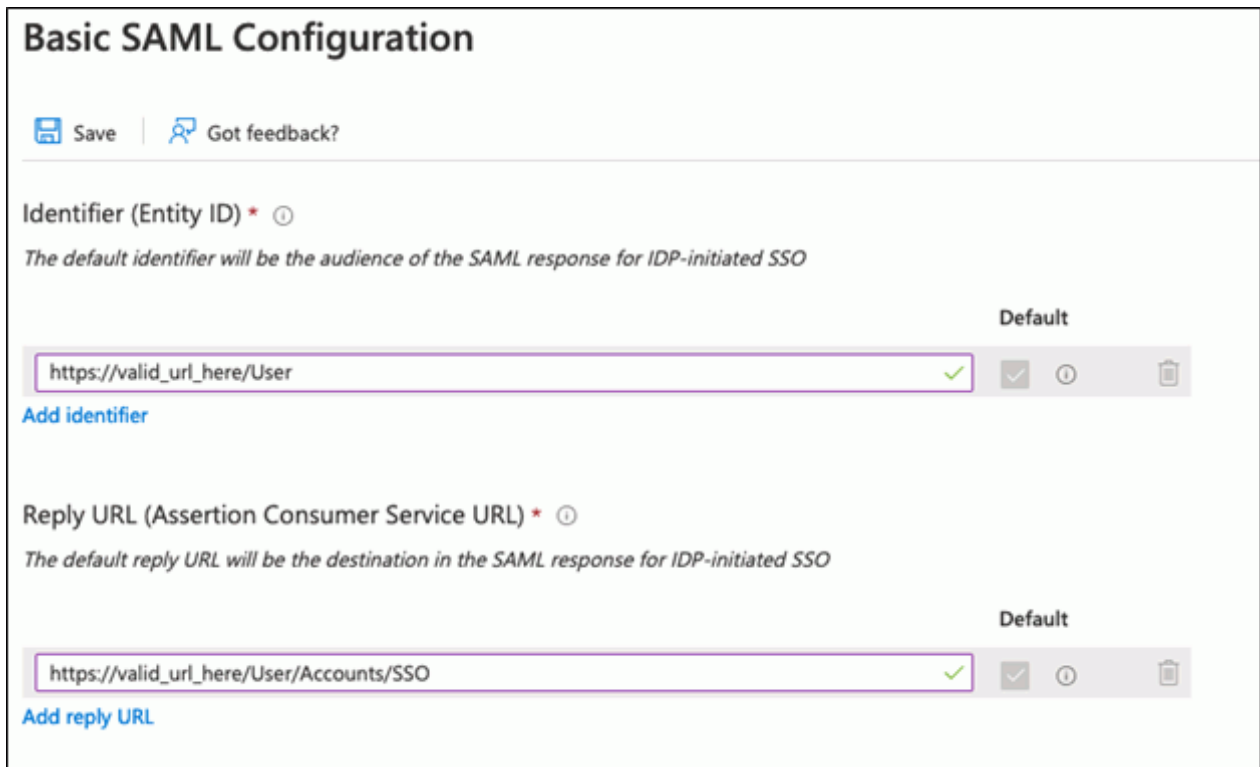 Basic SAML Configuration
Save
Got feedback?
Identifier (Entity ID) *
The default identifier will be the audience of the SAML response for IDP-initiated SSO
Default
https://valid_url_here/User
Add identifier
Reply URL (Assertion Consumer Service URL) *
The default reply URL will be the destination in the SAML response for IDP-initiated SSO
Default
https://valid_url_here/User/Accounts/SSO
Add reply URL